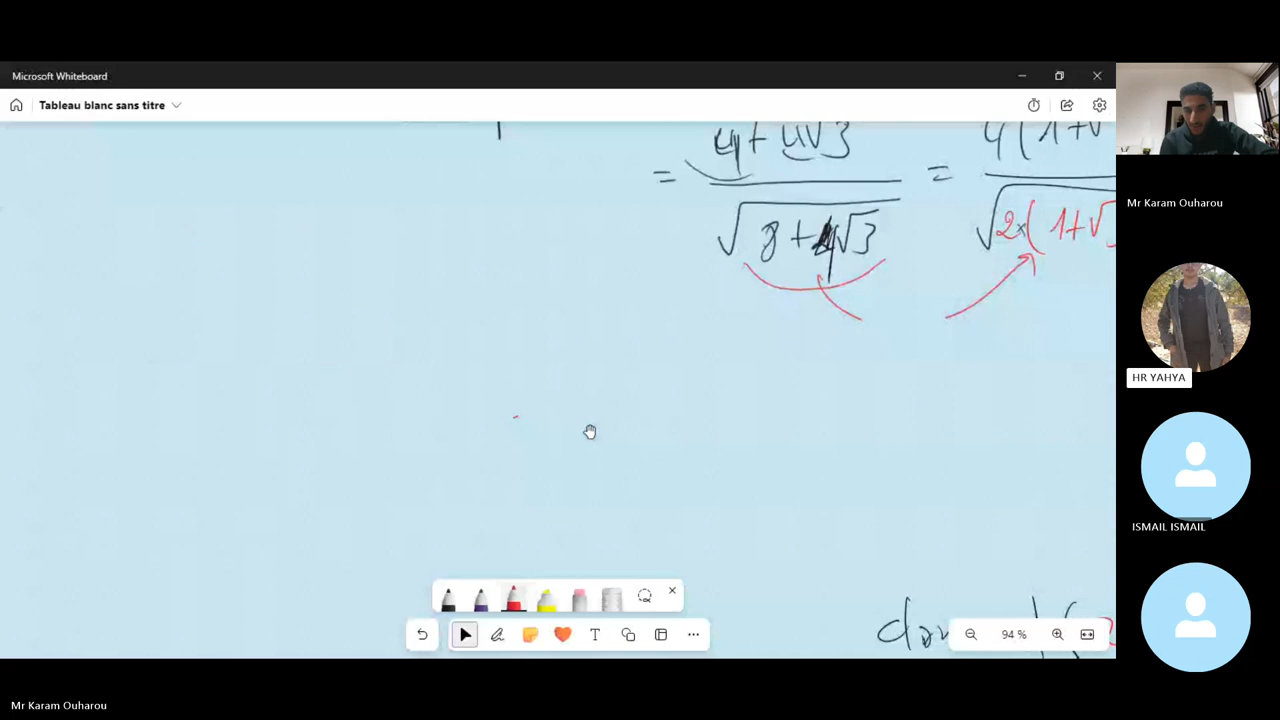 Microsoft Whiteboard
Tableau blanc sans titre
= 4 + 4√3 / √(8 + 4√3) = 4(1+√ / √(2×(1+√3
94 %
Mr Karam Ouharou
HR YAHYA
ISMAIL ISMAIL
Mr Karam Ouharou